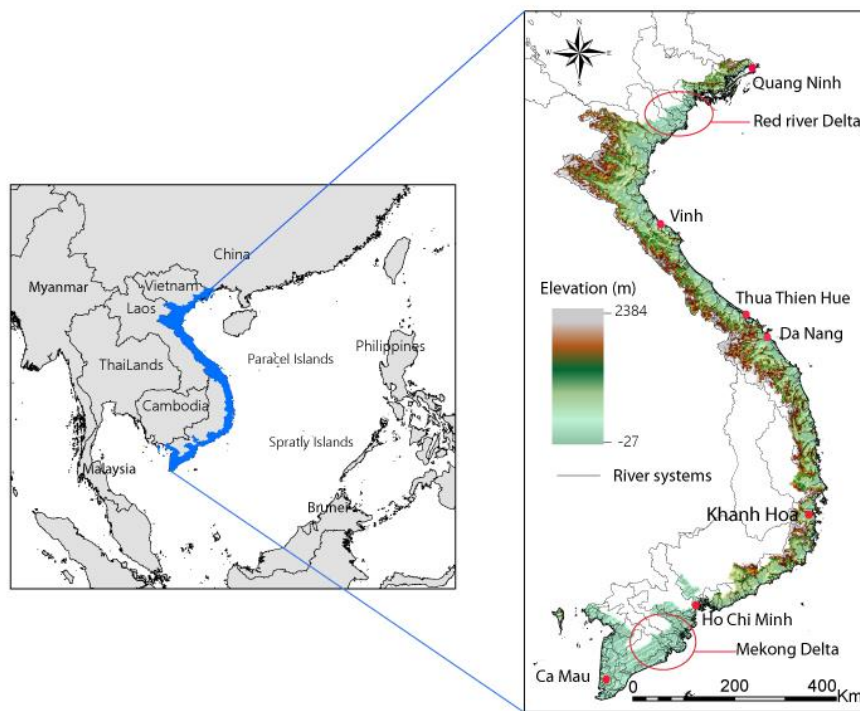 China
Myanmar
Vietnam
Laos
ThaiLands
Paracel Islands
Philippines
Cambodia
Spratly Islands
Malaysia
Brunei
N
W
E
S
Quang Ninh
Red river Delta
Vinh
Elevation (m)
2384
-27
Thua Thien Hue
Da Nang
River systems
Khanh Hoa
Ho Chi Minh
Mekong Delta
Ca Mau
0 200 400
Km